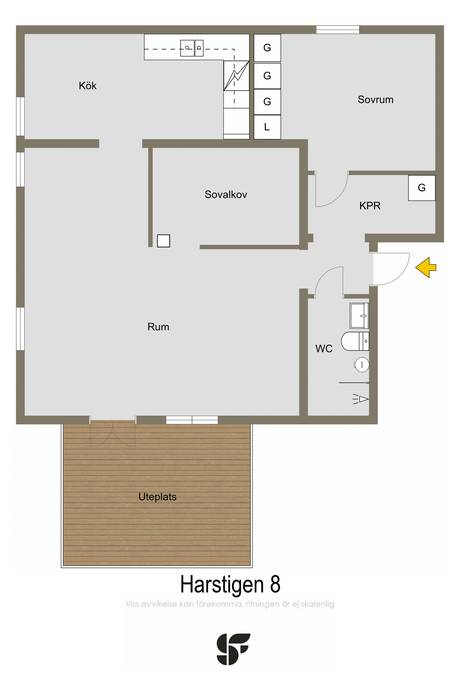 Kök
G
G
G
L
Sovrum
G
KPR
Sovalkov
Rum
WC
Uteplats
Harstigen 8
Viss avvikelse kan förekomma, ritningen är ej skalenlig